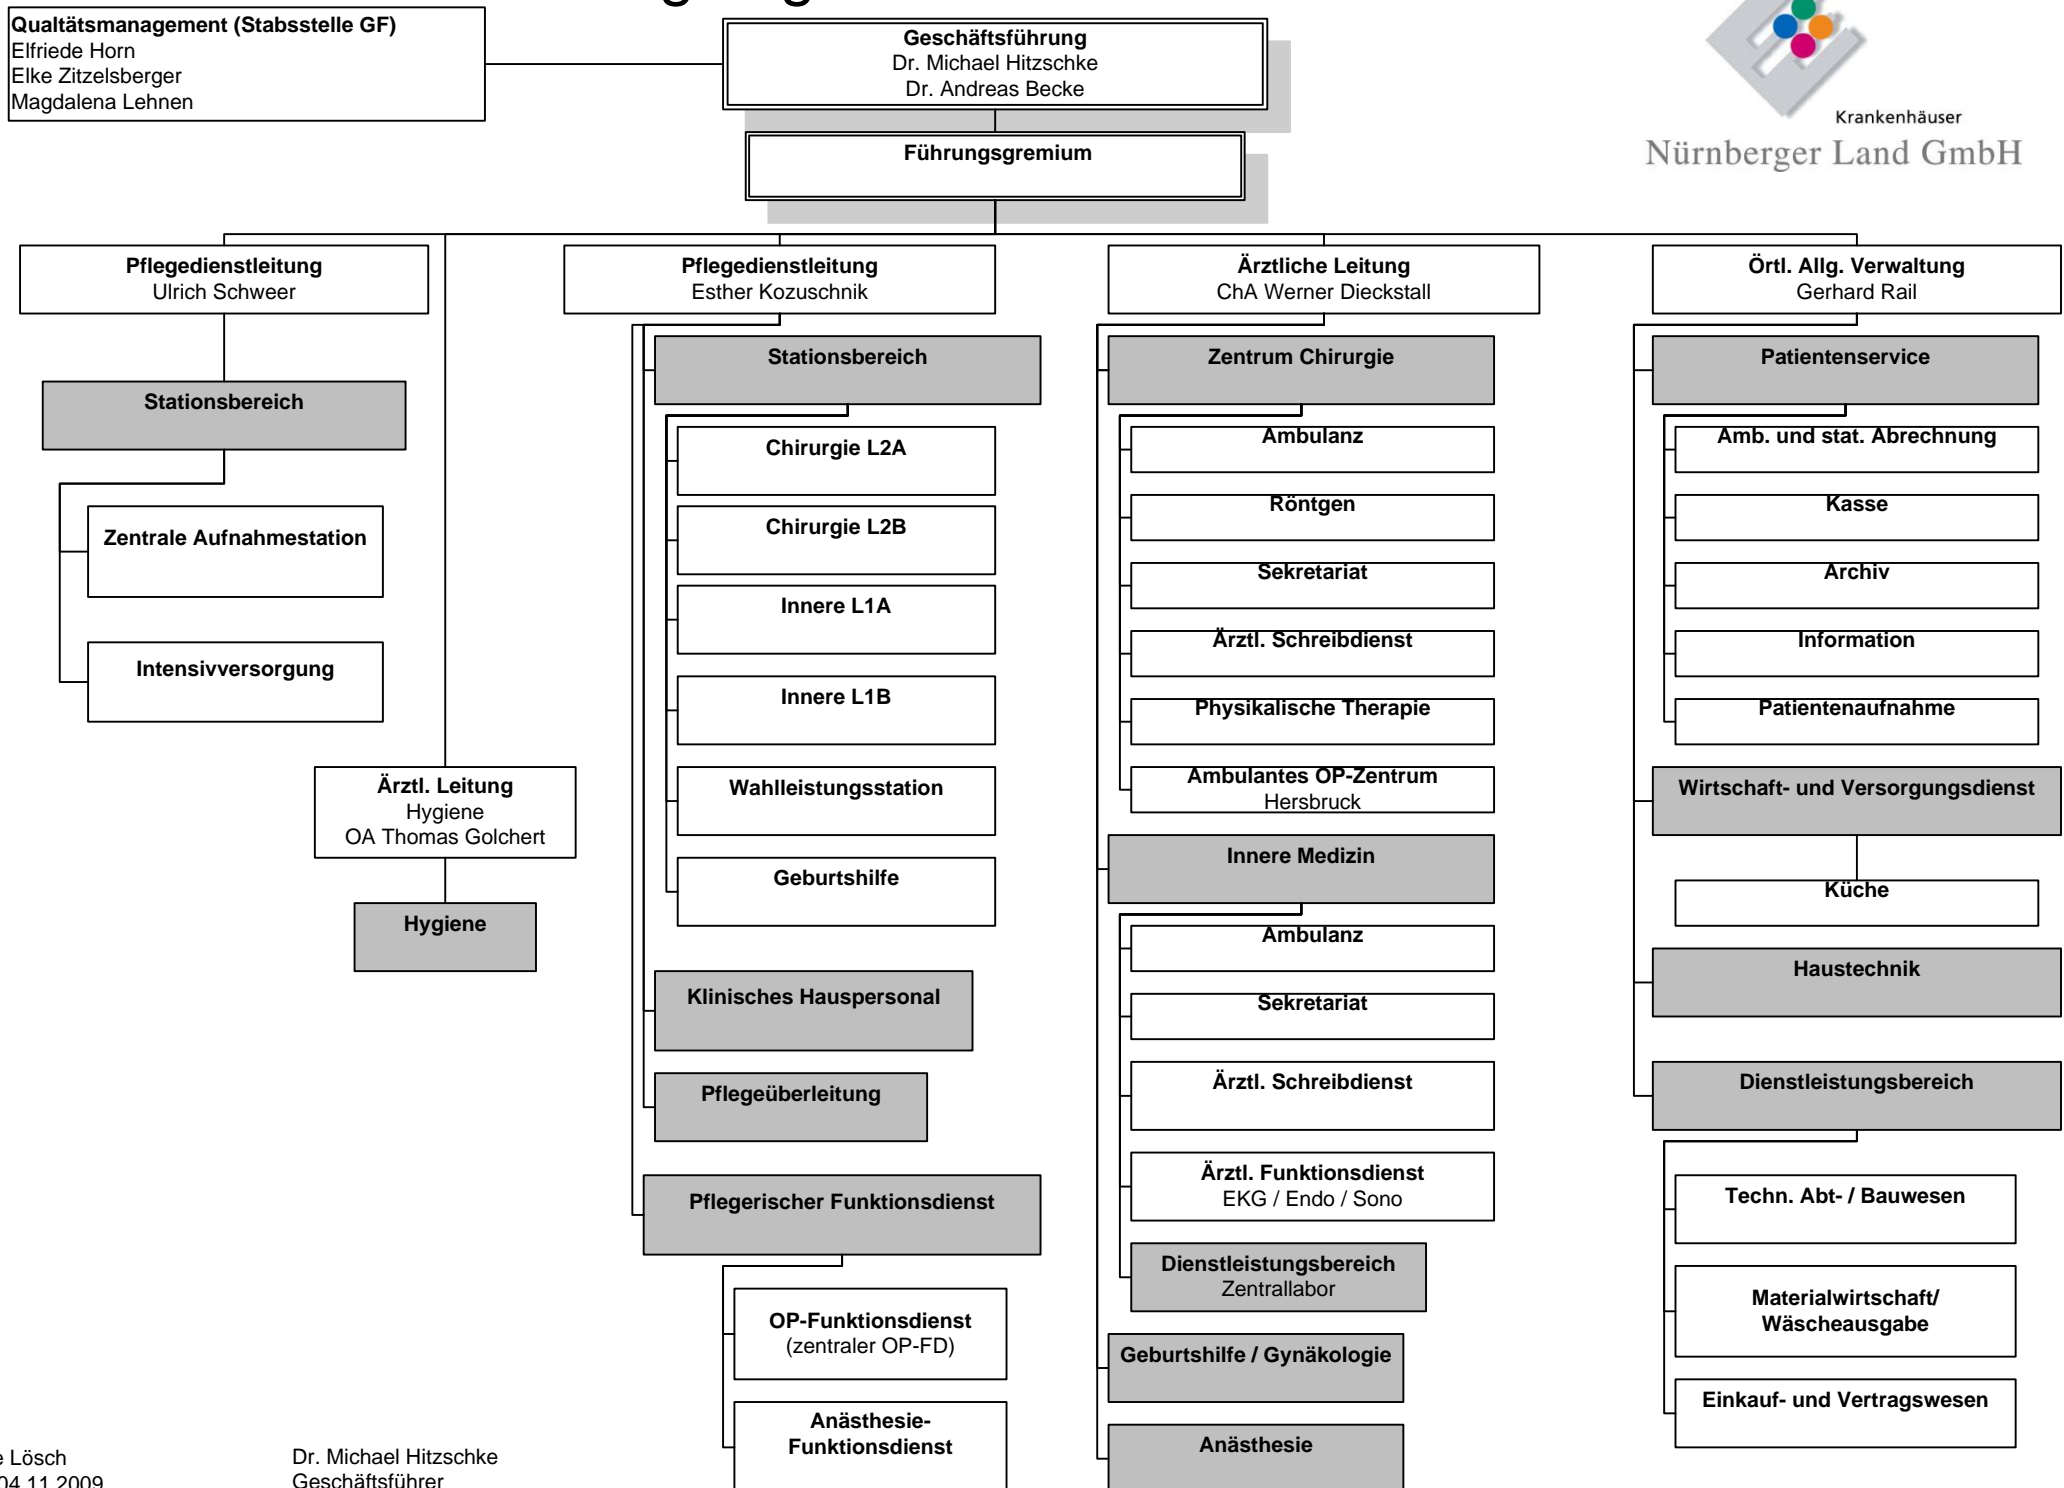 Qualtätsmanagement (Stabsstelle GF)
Elfriede Horn
Elke Zitzelsberger
Magdalena Lehnen
Geschäftsführung
Dr. Michael Hitzschke
Dr. Andreas Becke
Krankenhäuser
Nürnberger Land GmbH
Führungsgremium
Pflegedienstleitung
Ulrich Schweer
Stationsbereich
Zentrale Aufnahmestation
Intensivversorgung
Ärztl. Leitung
Hygiene
OA Thomas Golchert
Hygiene
Pflegedienstleitung
Esther Kozuschnik
Stationsbereich
Chirurgie L2A
Chirurgie L2B
Innere L1A
Innere L1B
Wahlleistungsstation
Geburtshilfe
Klinisches Hauspersonal
Pflegeüberleitung
Pflegerischer Funktionsdienst
OP-Funktionsdienst
(zentraler OP-FD)
Anästhesie-
Funktionsdienst
Ärztliche Leitung
ChA Werner Dieckstall
Zentrum Chirurgie
Ambulanz
Röntgen
Sekretariat
Ärztl. Schreibdienst
Physikalische Therapie
Ambulantes OP-Zentrum
Hersbruck
Innere Medizin
Ambulanz
Sekretariat
Ärztl. Schreibdienst
Ärztl. Funktionsdienst
EKG / Endo / Sono
Dienstleistungsbereich
Zentrallabor
Geburtshilfe / Gynäkologie
Anästhesie
Örtl. Allg. Verwaltung
Gerhard Rail
Patientenservice
Amb. und stat. Abrechnung
Kasse
Archiv
Information
Patientenaufnahme
Wirtschaft- und Versorgungsdienst
Küche
Haustechnik
Dienstleistungsbereich
Techn. Abt- / Bauwesen
Materialwirtschaft/
Wäscheausgabe
Einkauf- und Vertragswesen
Lösch
04.11.2009
Dr. Michael Hitzschke
Geschäftsführer